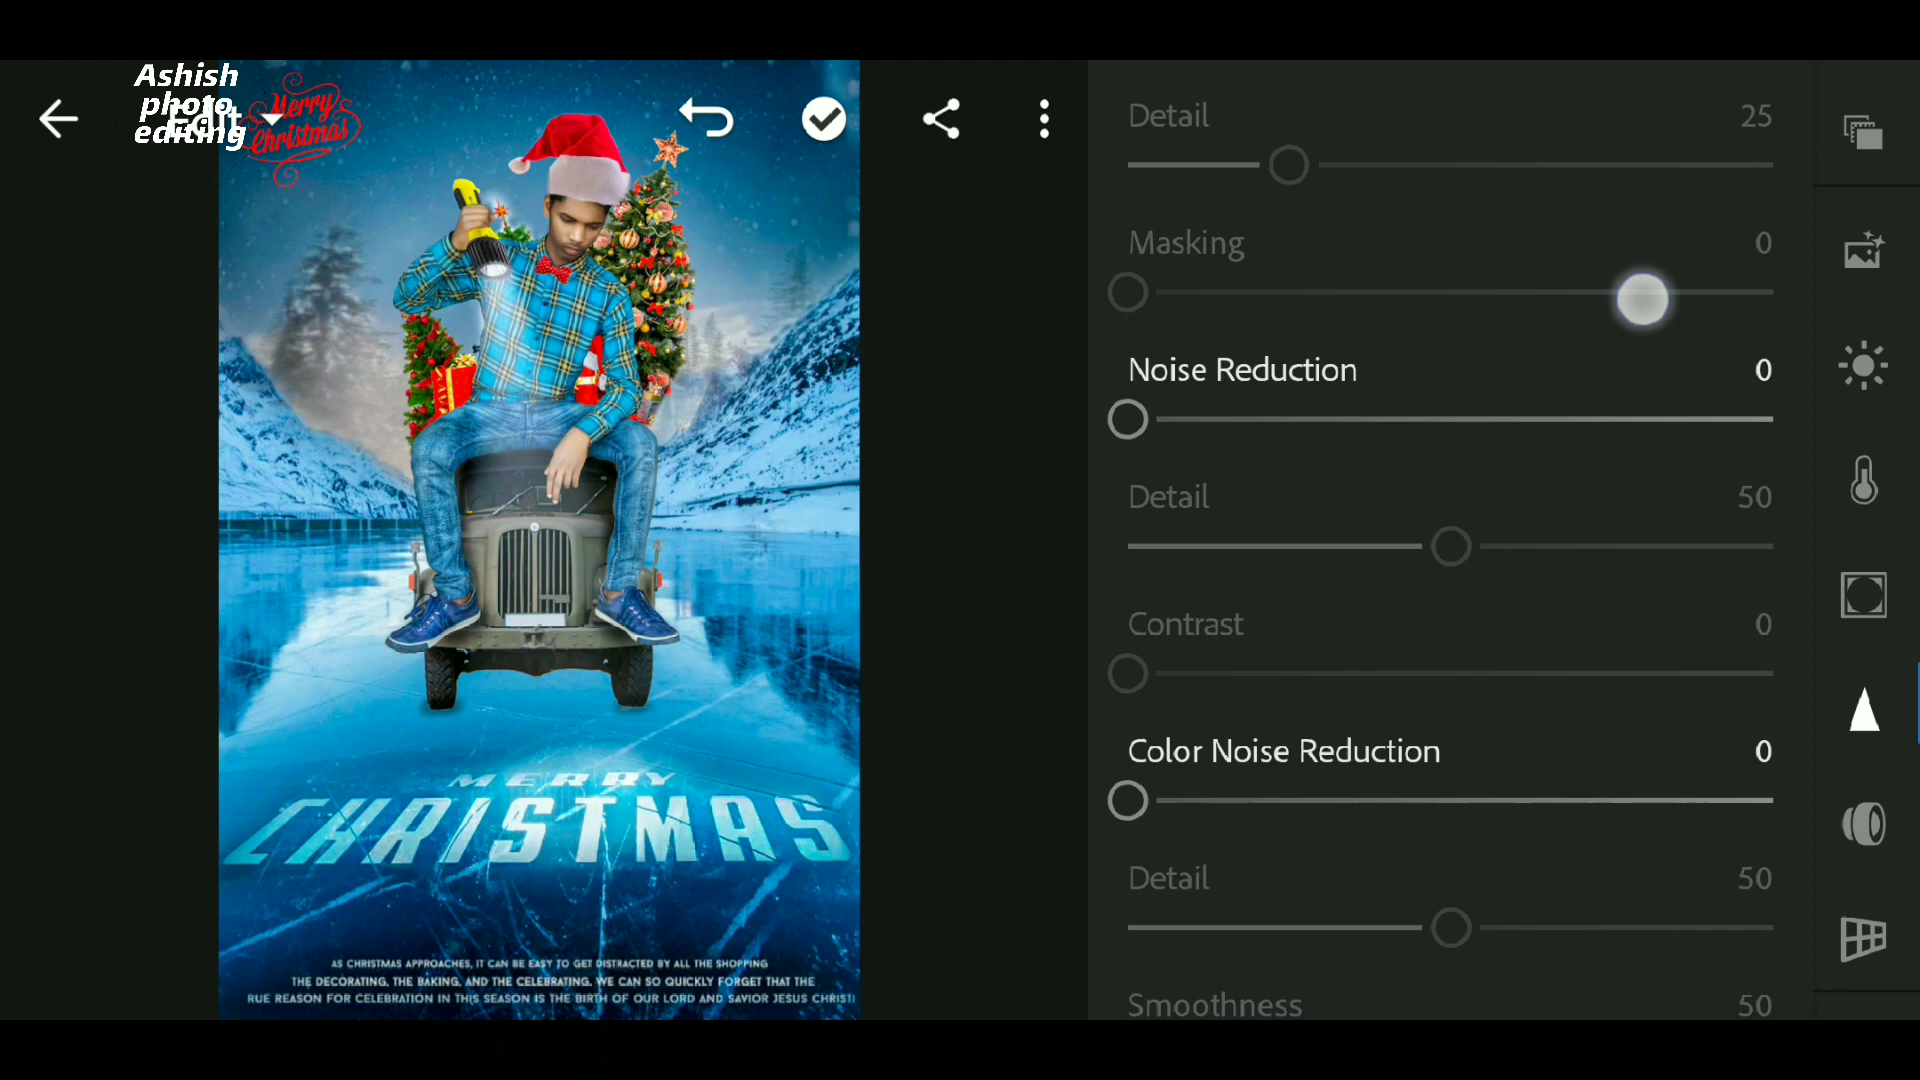 Ashish
photo
editing
Edit
Merry
Christmas
MERRY
CHRISTMAS
AS CHRISTMAS APPROACHES, IT CAN BE EASY TO GET DISTRACTED BY ALL THE SHOPPING
THE DECORATING, THE BAKING, AND THE CELEBRATING. WE CAN SO QUICKLY FORGET THAT THE
RUE REASON FOR CELEBRATION IN THIS SEASON IS THE BIRTH OF OUR LORD AND SAVIOR JESUS CHRIST!
Detail 25
Masking 0
Noise Reduction 0
Detail 50
Contrast 0
Color Noise Reduction 0
Detail 50
Smoothness 50